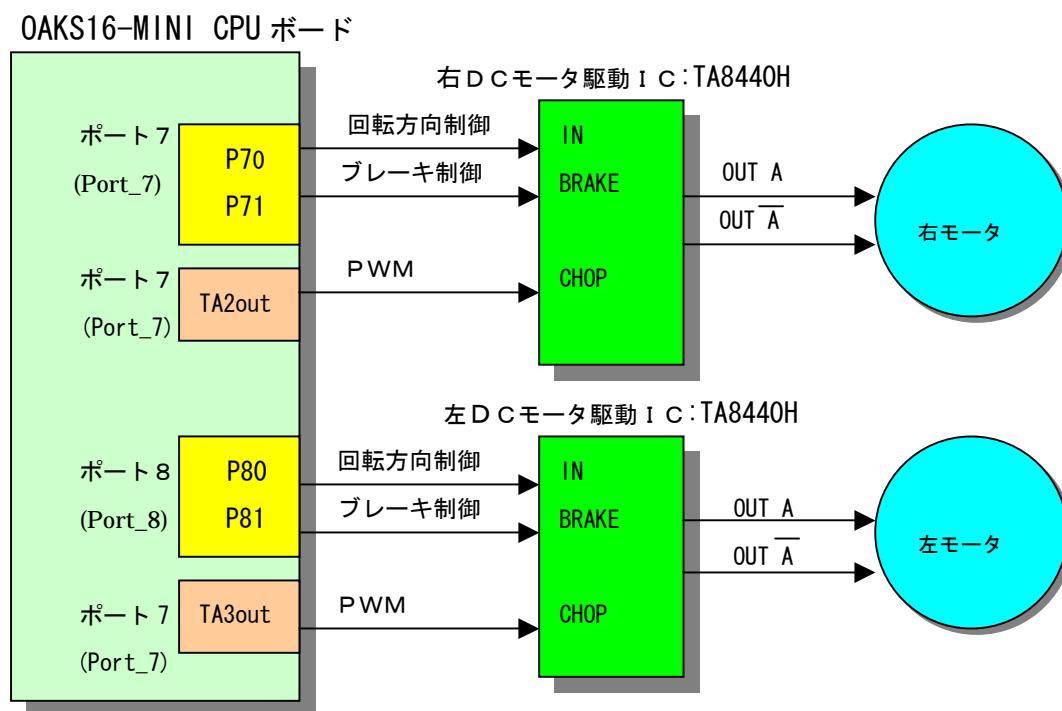 OAKS16-MINI CPU ボード
右ＤＣモータ駆動ＩＣ:TA8440H
ポート７
(Port_7)
P70
P71
回転方向制御
ブレーキ制御
IN
BRAKE
OUT A
OUT A̅
右モータ
ポート７
(Port_7)
TA2out
ＰＷＭ
CHOP
左ＤＣモータ駆動ＩＣ:TA8440H
ポート８
(Port_8)
P80
P81
回転方向制御
ブレーキ制御
IN
BRAKE
OUT A
OUT A̅
左モータ
ポート７
(Port_7)
TA3out
ＰＷＭ
CHOP